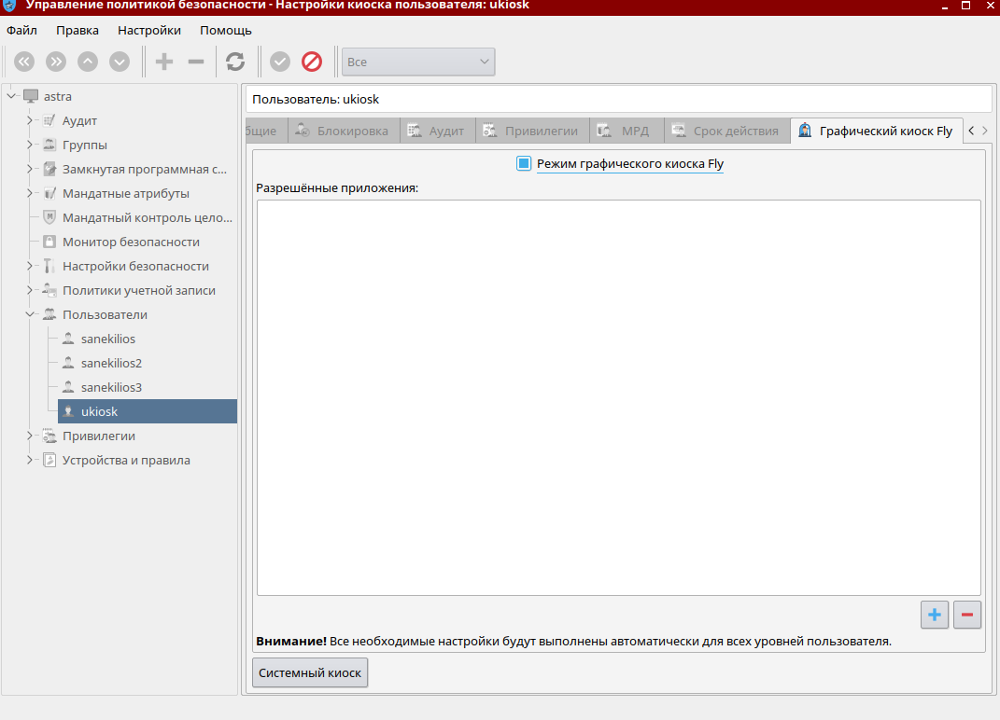 Управление политикой безопасности - Настройки киоска пользователя: ukiosk
Файл Правка Настройки Помощь
Все
astra
Аудит
Группы
Замкнутая программная с...
Мандатные атрибуты
Мандатный контроль цело...
Монитор безопасности
Настройки безопасности
Политики учетной записи
Пользователи
sanekilios
sanekilios2
sanekilios3
ukiosk
Привилегии
Устройства и правила
Пользователь: ukiosk
бщие Блокировка Аудит Привилегии МРД Срок действия Графический киоск Fly
Режим графического киоска Fly
Разрешённые приложения:
Внимание! Все необходимые настройки будут выполнены автоматически для всех уровней пользователя.
Системный киоск